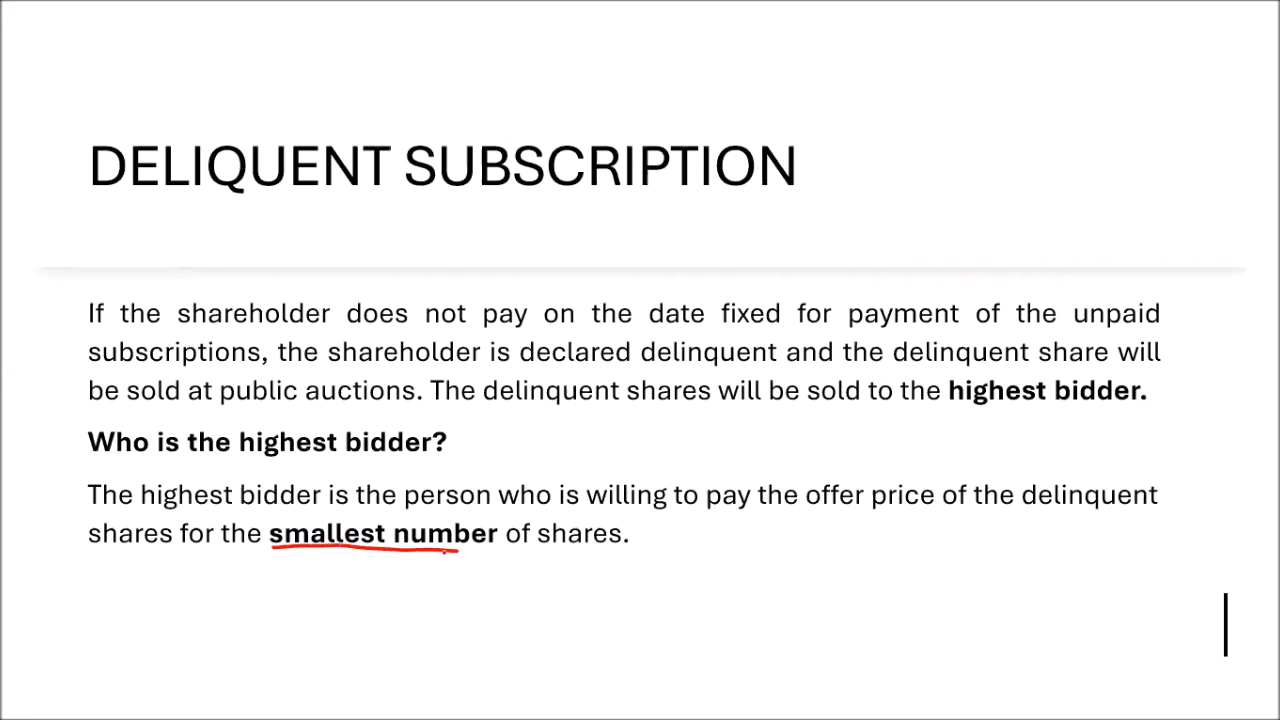 DELIQUENT SUBSCRIPTION
If the shareholder does not pay on the date fixed for payment of the unpaid
subscriptions, the shareholder is declared delinquent and the delinquent share will
be sold at public auctions. The delinquent shares will be sold to the highest bidder.
Who is the highest bidder?
The highest bidder is the person who is willing to pay the offer price of the delinquent
shares for the smallest number of shares.